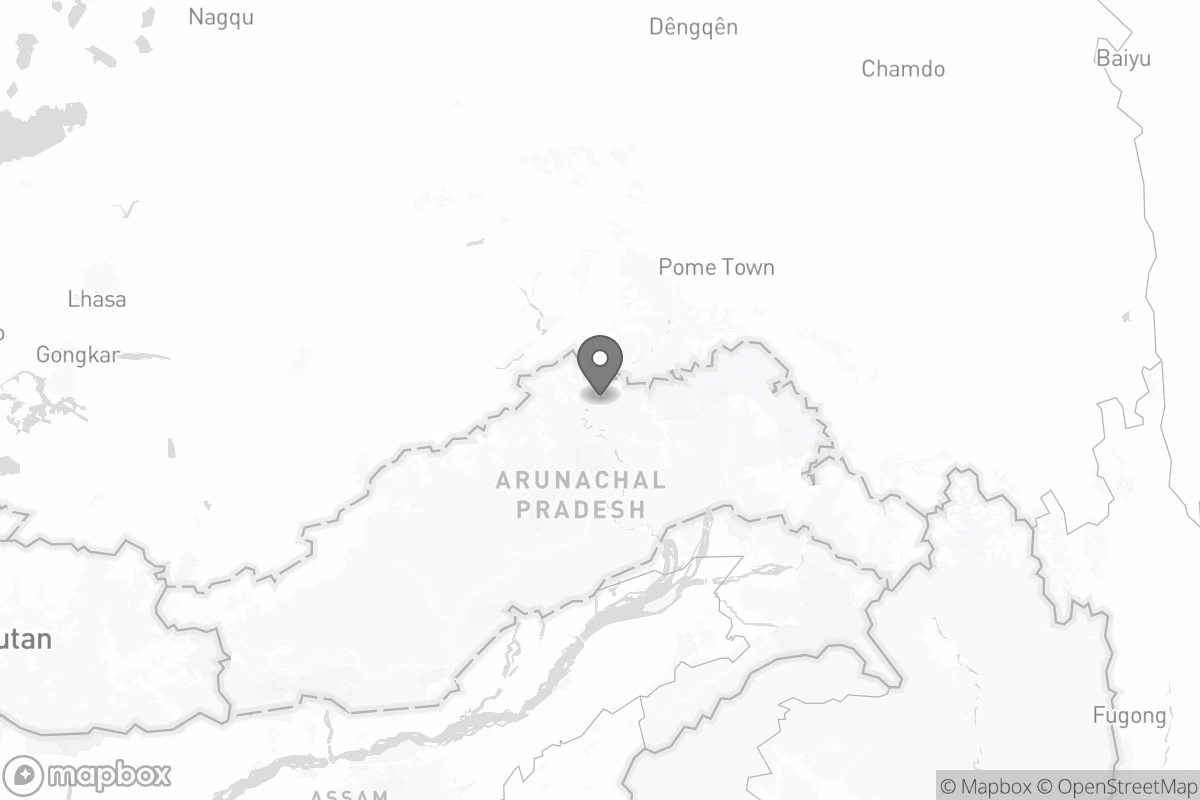 Nagqu
Dêngqên
Chamdo
Baiyu
Pome Town
Lhasa
Gongkar
ARUNACHAL
PRADESH
utan
Fugong
mapbox
ASSAM
© Mapbox © OpenStreetMap